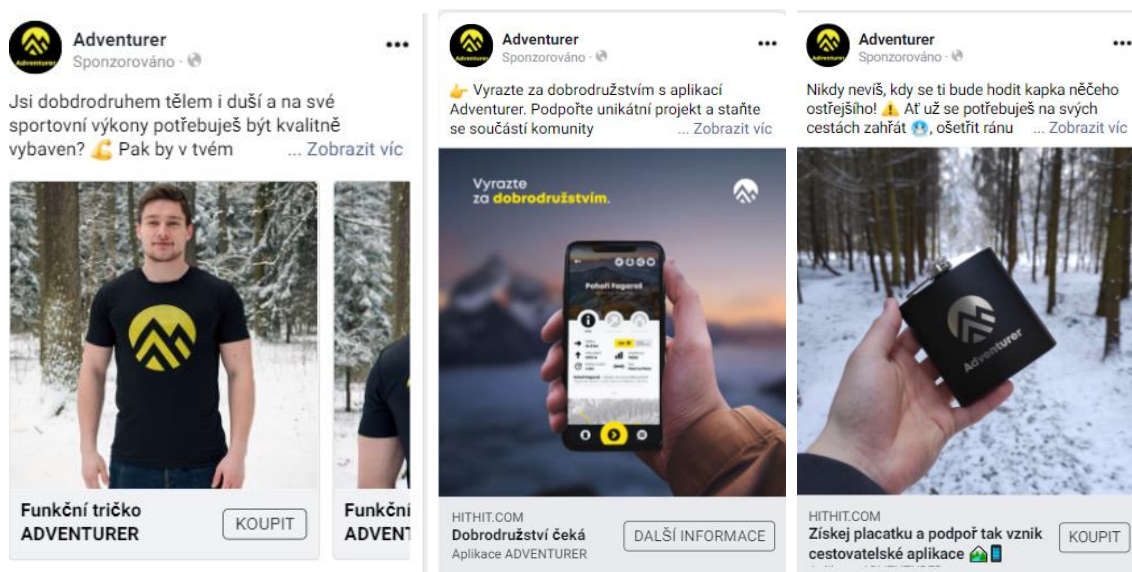 Adventurer
Sponzorováno ·
Jsi dobdrodruhem tělem i duší a na své
sportovní výkony potřebuješ být kvalitně
vybaven? 💪 Pak by v tvém ... Zobrazit víc
Funkční tričko
ADVENTURER
KOUPIT
Funkční
ADVENT
Adventurer
Adventurer
Sponzorováno ·
👉 Vyrazte za dobrodružstvím s aplikací
Adventurer. Podpořte unikátní projekt a staňte
se součástí komunity ... Zobrazit víc
Vyrazte
za dobrodružstvím.
Pohoří Fagaraš
HITHIT.COM
Dobrodružství čeká
Aplikace ADVENTURER
DALŠÍ INFORMACE
Adventurer
Adventurer
Sponzorováno ·
Nikdy nevíš, kdy se ti bude hodit kapka něčeho
ostřejšího! ⚠️ Ať už se potřebuješ na svých
cestách zahřát 🥶, ošetřit ránu ... Zobrazit víc
Adventurer
HITHIT.COM
Získej placatku a podpoř tak vznik
cestovatelské aplikace 🏔️📱
KOUPIT
Adventurer